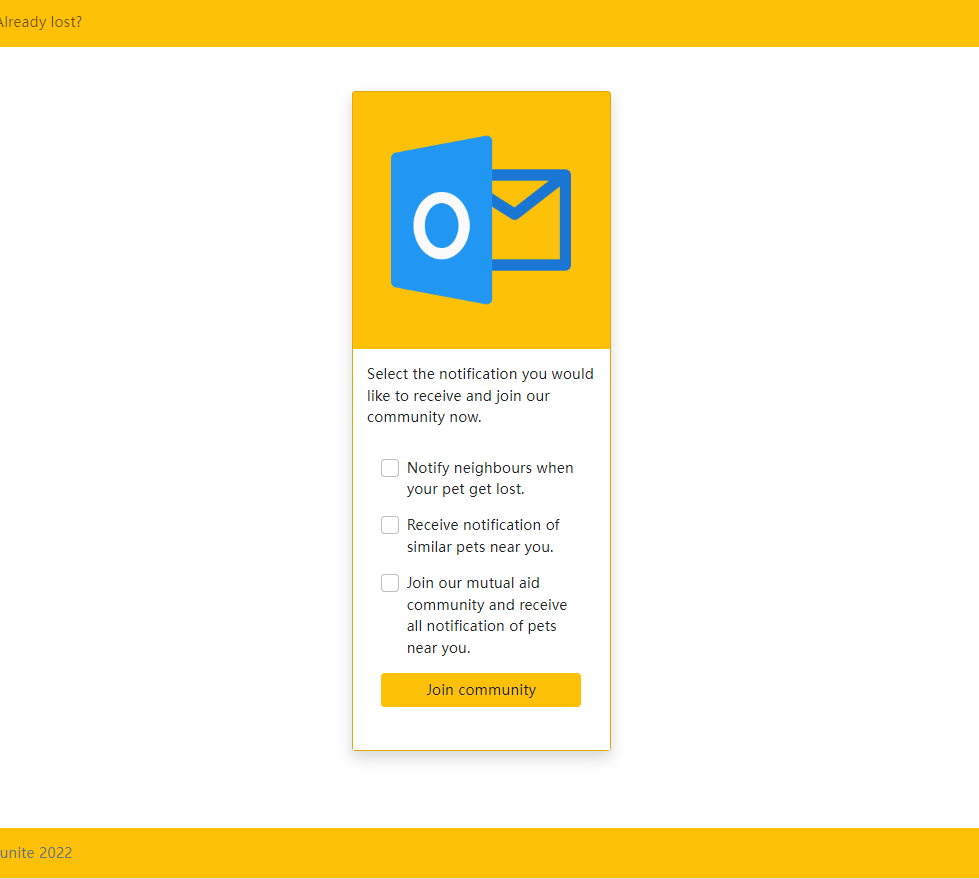 Already lost?
Select the notification you would
like to receive and join our
community now.
Notify neighbours when
your pet get lost.
Receive notification of
similar pets near you.
Join our mutual aid
community and receive
all notification of pets
near you.
Join community
unite 2022